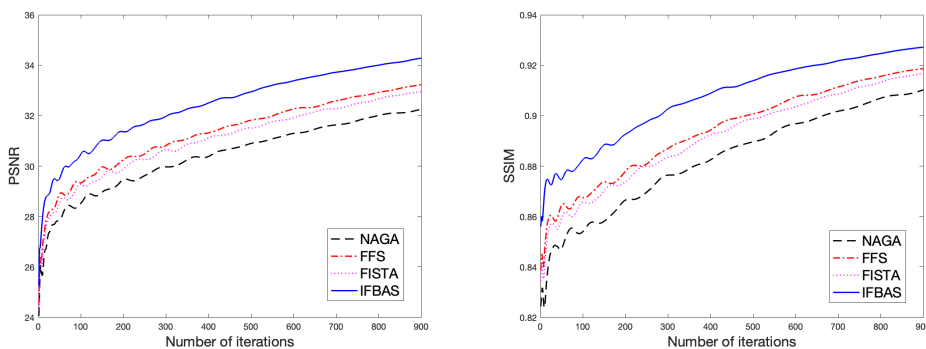 36
34
32
30
28
26
24
PSNR
0 100 200 300 400 500 600 700 800 900
Number of iterations
NAGA
FFS
FISTA
IFBAS
0.94
0.92
0.9
0.88
0.86
0.84
0.82
SSIM
0 100 200 300 400 500 600 700 800 900
Number of iterations
NAGA
FFS
FISTA
IFBAS